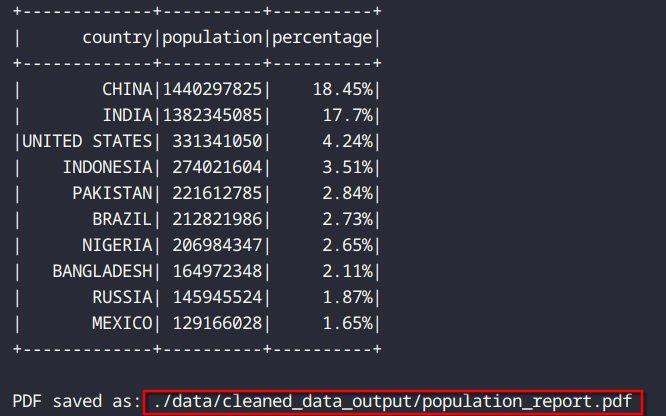 +-------------+----------+----------+
|      country|population|percentage|
+-------------+----------+----------+
|        CHINA|1440297825|    18.45%|
|        INDIA|1382345085|     17.7%|
|UNITED STATES| 331341050|     4.24%|
|    INDONESIA| 274021604|     3.51%|
|     PAKISTAN| 221612785|     2.84%|
|       BRAZIL| 212821986|     2.73%|
|      NIGERIA| 206984347|     2.65%|
|   BANGLADESH| 164972348|     2.11%|
|       RUSSIA| 145945524|     1.87%|
|       MEXICO| 129166028|     1.65%|
+-------------+----------+----------+
PDF saved as: ./data/cleaned_data_output/population_report.pdf